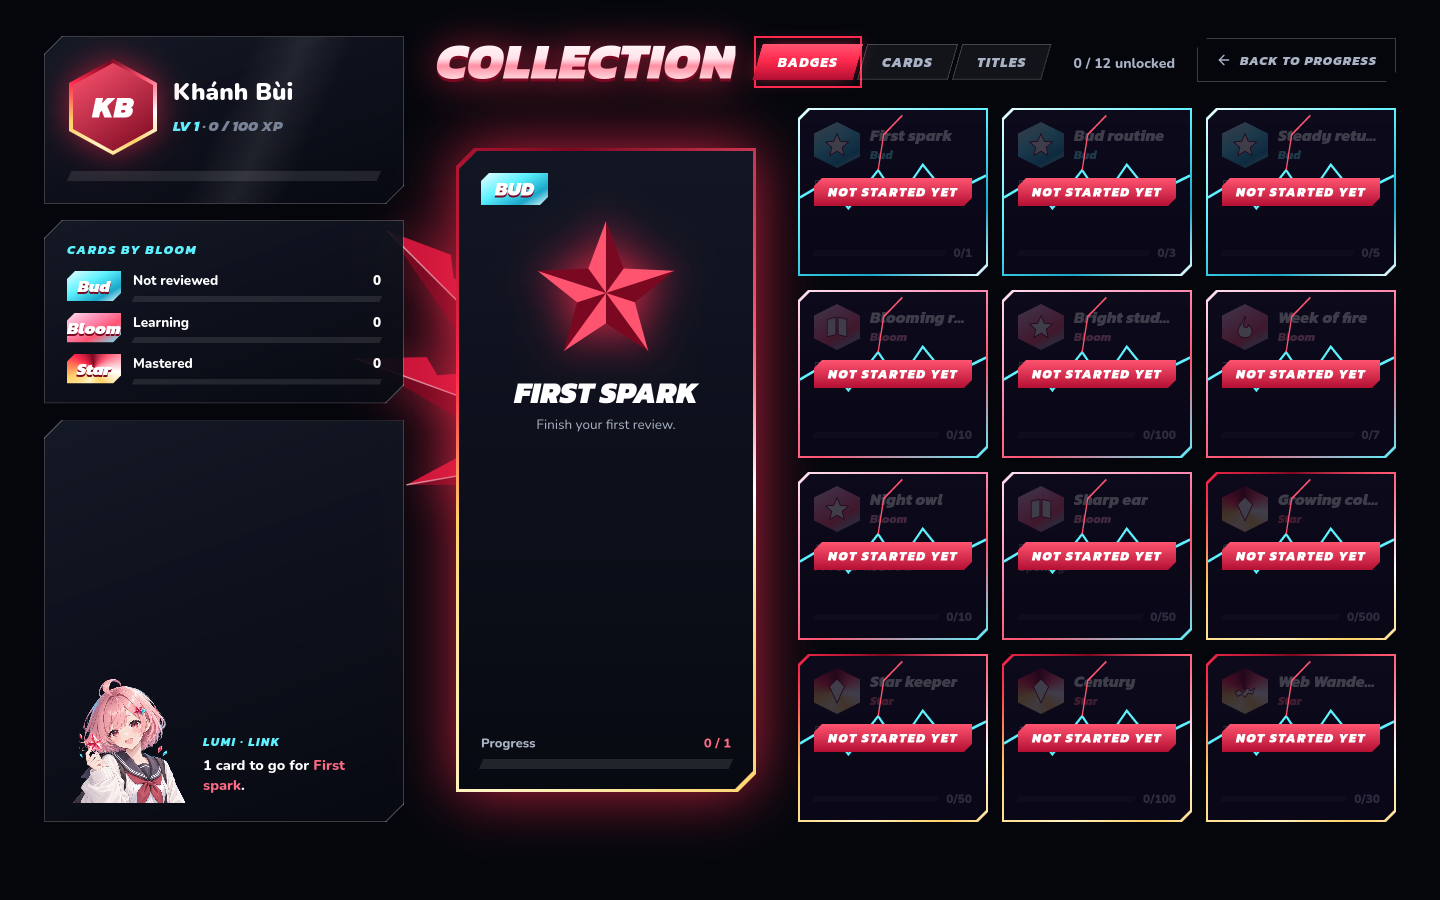 KB
Khánh Bùi
LV 1 · 0 / 100 XP
CARDS BY BLOOM
Bud
Not reviewed
0
Bloom
Learning
0
Star
Mastered
0
LUMI · LINK
1 card to go for First
spark.
COLLECTION
BADGES
CARDS
TITLES
0 / 12 unlocked
← BACK TO PROGRESS
BUD
FIRST SPARK
Finish your first review.
Progress
0 / 1
First spark
Bud
NOT STARTED YET
0/1
Bud routine
Bud
NOT STARTED YET
0/3
Steady retu...
Bud
NOT STARTED YET
0/5
Blooming r...
Bloom
NOT STARTED YET
0/10
Bright stud...
Bloom
NOT STARTED YET
0/100
Week of fire
Bloom
NOT STARTED YET
0/7
Night owl
Bloom
NOT STARTED YET
0/10
Sharp ear
Bloom
NOT STARTED YET
0/50
Growing col...
Star
NOT STARTED YET
0/500
Star keeper
Star
NOT STARTED YET
0/50
Century
Star
NOT STARTED YET
0/100
Web Wande...
Star
NOT STARTED YET
0/30